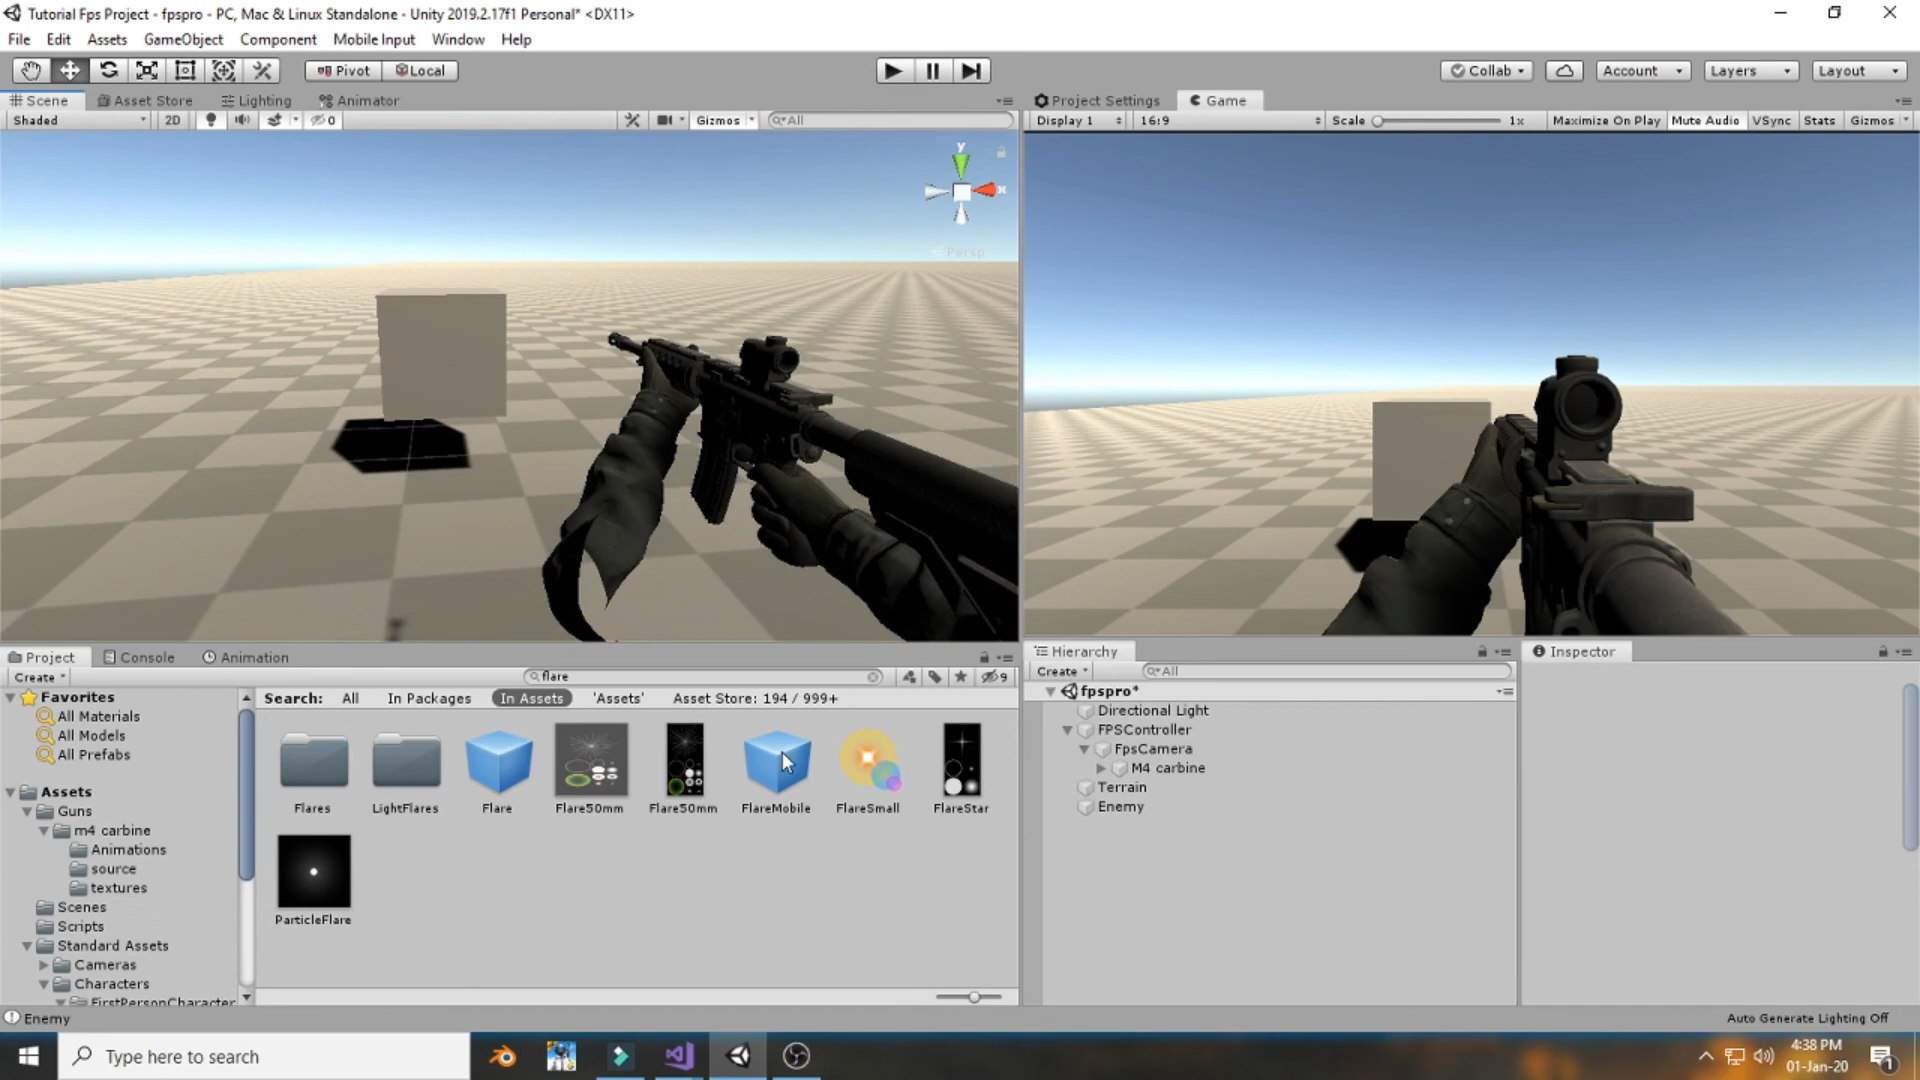 Tutorial Fps Project - fpspro - PC, Mac & Linux Standalone - Unity 2019.2.17f1 Personal* <DX11>
File Edit Assets GameObject Component Mobile Input Window Help
Pivot Local Collab Account Layers Layout
Scene Asset Store Lighting Animator
Shaded 2D 0 Gizmos All
y
x
Persp
Project Settings Game
Display 1 16:9 Scale 1x Maximize On Play Mute Audio VSync Stats Gizmos
Project Console Animation
Create flare 9
Favorites
All Materials
All Models
All Prefabs
Assets
Guns
m4 carbine
Animations
source
textures
Scenes
Scripts
Standard Assets
Cameras
Characters
FirstPersonCharacter
Search: All In Packages In Assets 'Assets' Asset Store: 194 / 999+
Flares LightFlares Flare Flare50mm Flare50mm FlareMobile FlareSmall FlareStar
ParticleFlare
Hierarchy
Create All
fpspro*
Directional Light
FPSController
FpsCamera
M4 carbine
Terrain
Enemy
Inspector
Enemy
Auto Generate Lighting Off
Type here to search
4:38 PM
01-Jan-20
1